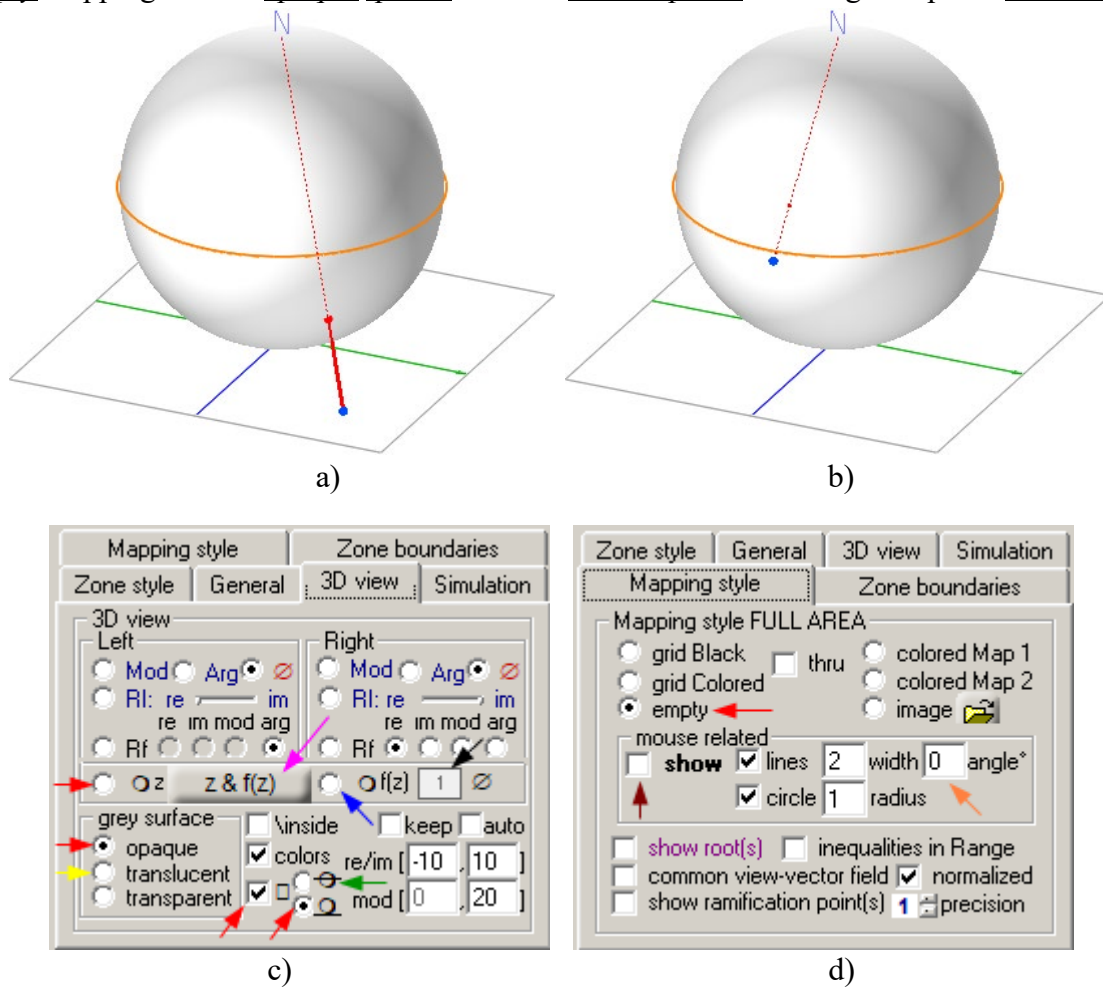 N
N
a)
b)
Mapping style Zone boundaries
Zone style General 3D view Simulation
3D view
Left Right
Mod Arg Ø Mod Arg Ø
RI: re im RI: re im
re im mod arg re im mod arg
Rf Rf
z z & f(z) f(z) 1 Ø
grey surface \inside keep auto
opaque colors re/im [ -10 , 10 ]
translucent
transparent mod [ 0 , 20 ]
c)
Zone style General 3D view Simulation
Mapping style Zone boundaries
Mapping style FULL AREA
grid Black thru colored Map 1
grid Colored colored Map 2
empty image
mouse related
show lines 2 width 0 angle°
circle 1 radius
show root(s) inequalities in Range
common view-vector field normalized
show ramification point(s) 1 precision
d)